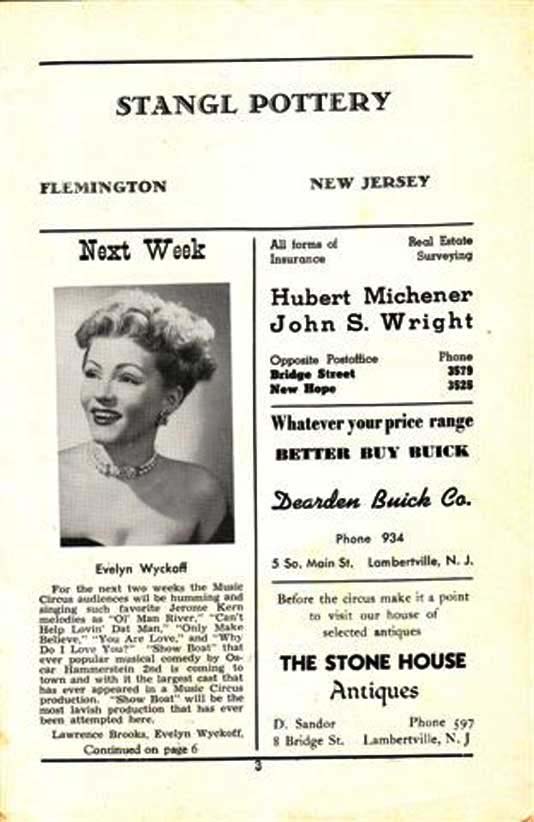 STANGL POTTERY
FLEMINGTON NEW JERSEY
Next Week
Evelyn Wyckoff
For the next two weeks the Music
Circus audiences wil be humming and
singing such favorite Jerome Kern
melodies as "Ol' Man River," "Can't
Help Lovin' Dat Man," "Only Make
Believe," "You Are Love," and "Why
Do I Love You?" "Show Boat" that
ever popular musical comedy by Os-
car Hammerstein 2nd is coming to
town and with it the largest cast that
has ever appeared in a Music Circus
production. "Show Boat" will be the
most lavish production that has ever
been attempted here.
Lawrence Brooks, Evelyn Wyckoff,
Continued on page 6
All forms of Real Estate
Insurance Surveying
Hubert Michener
John S. Wright
Opposite Postoffice Phone
Bridge Street 3579
New Hope 3525
Whatever your price range
BETTER BUY BUICK
Dearden Buick Co.
Phone 934
5 So. Main St. Lambertville, N. J.
Before the circus make it a point
to visit our house of
selected antiques
THE STONE HOUSE
Antiques
D. Sandor Phone 597
8 Bridge St. Lambertville, N. J
3